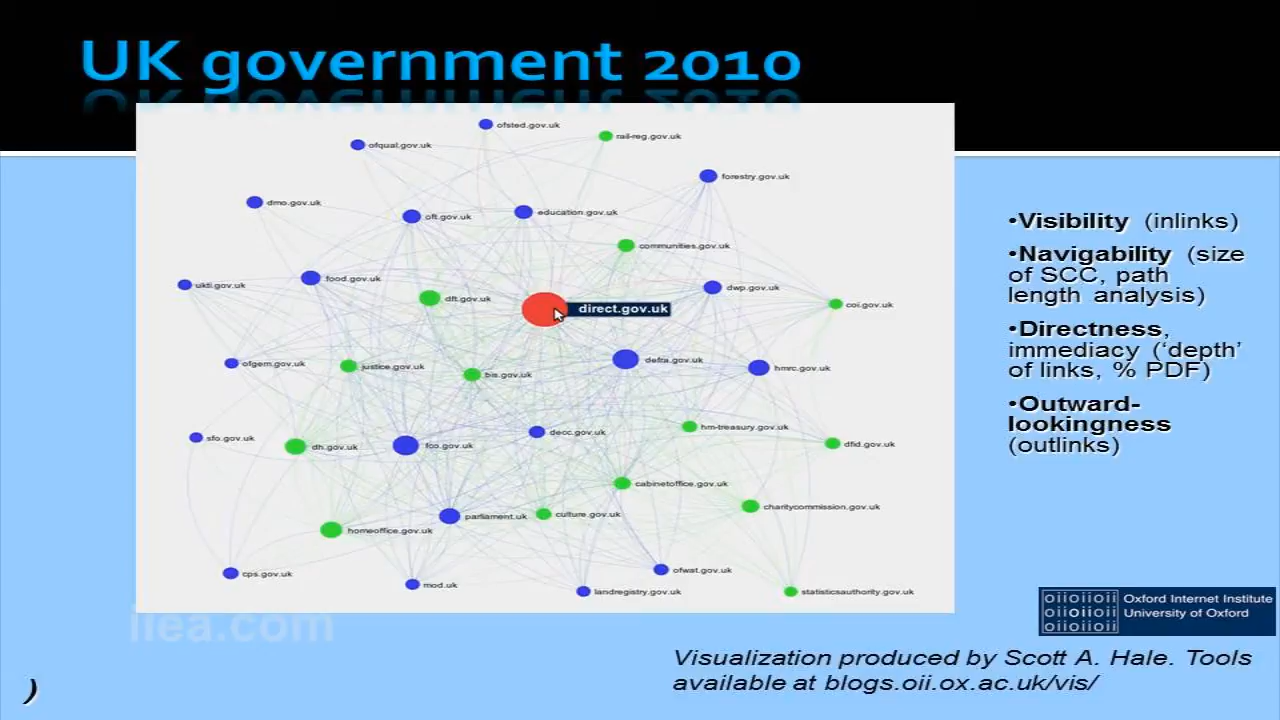 UK government 2010
ofsted.gov.uk
rail-reg.gov.uk
ofqual.gov.uk
forestry.gov.uk
dmo.gov.uk
oft.gov.uk
education.gov.uk
communities.gov.uk
ukti.gov.uk
food.gov.uk
dft.gov.uk
direct.gov.uk
dwp.gov.uk
coi.gov.uk
ofgem.gov.uk
justice.gov.uk
bis.gov.uk
defra.gov.uk
hmrc.gov.uk
sfo.gov.uk
dh.gov.uk
fco.gov.uk
decc.gov.uk
hm-treasury.gov.uk
dfid.gov.uk
cabinetoffice.gov.uk
charitycommission.gov.uk
homeoffice.gov.uk
parliament.uk
culture.gov.uk
cps.gov.uk
mod.uk
landregistry.gov.uk
ofwat.gov.uk
statisticsauthority.gov.uk
•Visibility (inlinks)
•Navigability (size
of SCC, path
length analysis)
•Directness,
immediacy (‘depth’
of links, % PDF)
•Outward-
lookingness
(outlinks)
oiioiioii
oiioiioii
oiioiioii
Oxford Internet Institute
University of Oxford
iiea.com
Visualization produced by Scott A. Hale. Tools
available at blogs.oii.ox.ac.uk/vis/
)